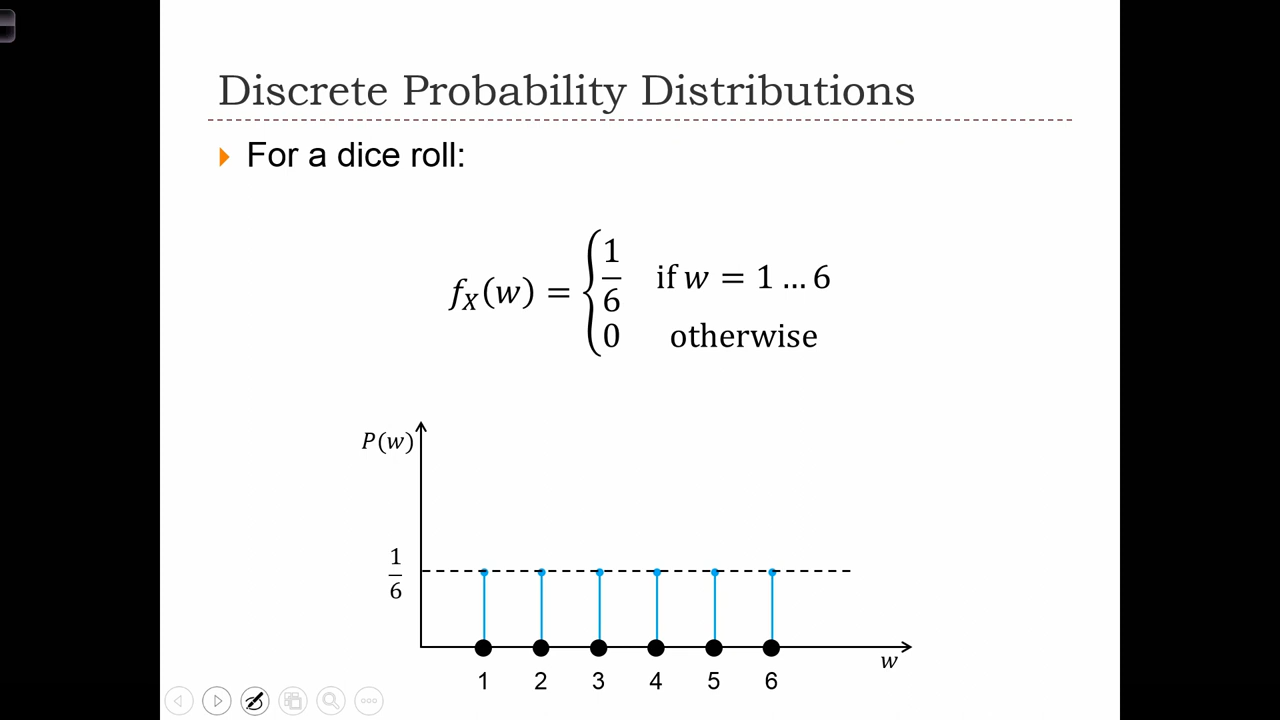 Discrete Probability Distributions
For a dice roll:
f_X(w) = { 1/6 if w = 1 … 6
0 otherwise
P(w)
1/6
w
1 2 3 4 5 6